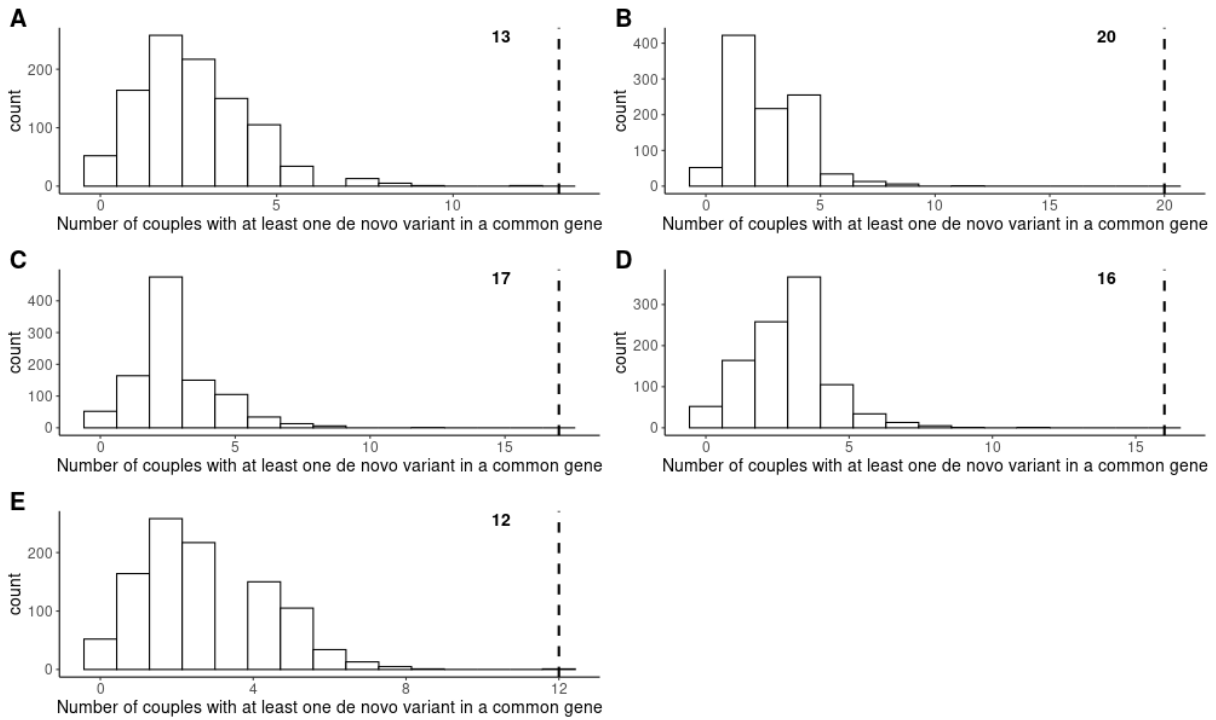 A
13
count
200
100
0
0 5 10
Number of couples with at least one de novo variant in a common gene
B
20
count
400
300
200
100
0
0 5 10 15 20
Number of couples with at least one de novo variant in a common gene
C
17
count
400
300
200
100
0
0 5 10 15
Number of couples with at least one de novo variant in a common gene
D
16
count
300
200
100
0
0 5 10 15
Number of couples with at least one de novo variant in a common gene
E
12
count
200
100
0
0 4 8 12
Number of couples with at least one de novo variant in a common gene